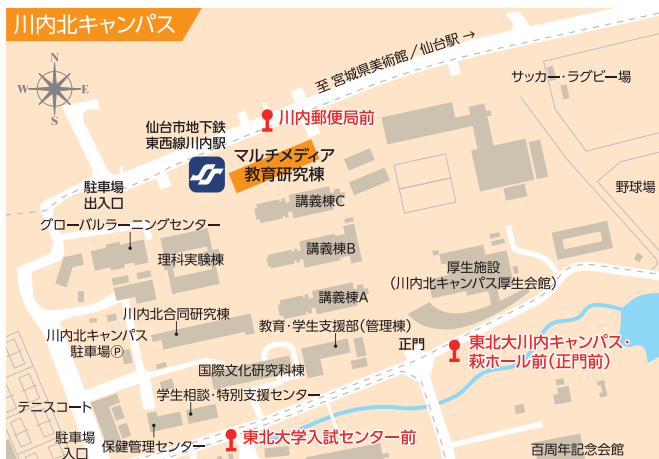 川内北キャンパス
N
W
E
S
至 宮城県美術館／仙台駅 →
サッカー・ラグビー場
川内郵便局前
仙台市地下鉄
東西線川内駅
マルチメディア
教育研究棟
駐車場
出入口
野球場
講義棟C
グローバルラーニングセンター
理科実験棟
講義棟B
厚生施設
（川内北キャンパス厚生会館）
講義棟A
川内北合同研究棟
教育・学生支援部（管理棟）
川内北キャンパス
駐車場Ⓟ
正門
東北大川内キャンパス・
萩ホール前（正門前）
国際文化研究科棟
学生相談・特別支援センター
テニスコート
駐車場
入口
保健管理センター
東北大学入試センター前
百周年記念会館